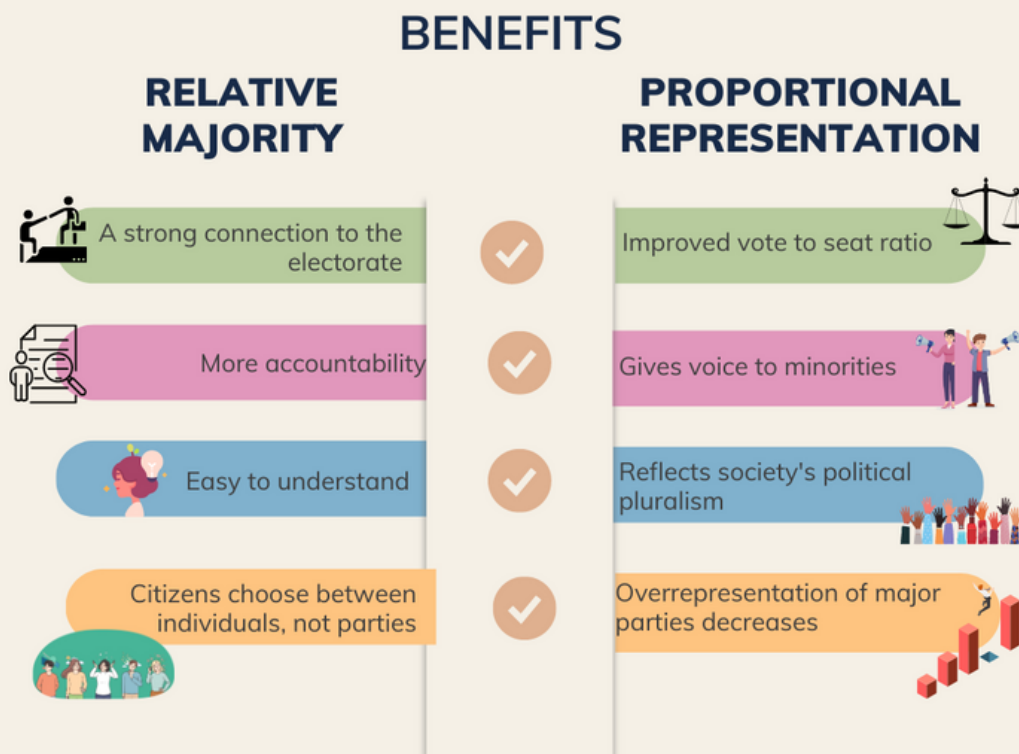 BENEFITS
RELATIVE
MAJORITY
A strong connection to the
electorate
More accountability
Easy to understand
Citizens choose between
individuals, not parties
PROPORTIONAL
REPRESENTATION
Improved vote to seat ratio
Gives voice to minorities
Reflects society's political
pluralism
Overrepresentation of major
parties decreases